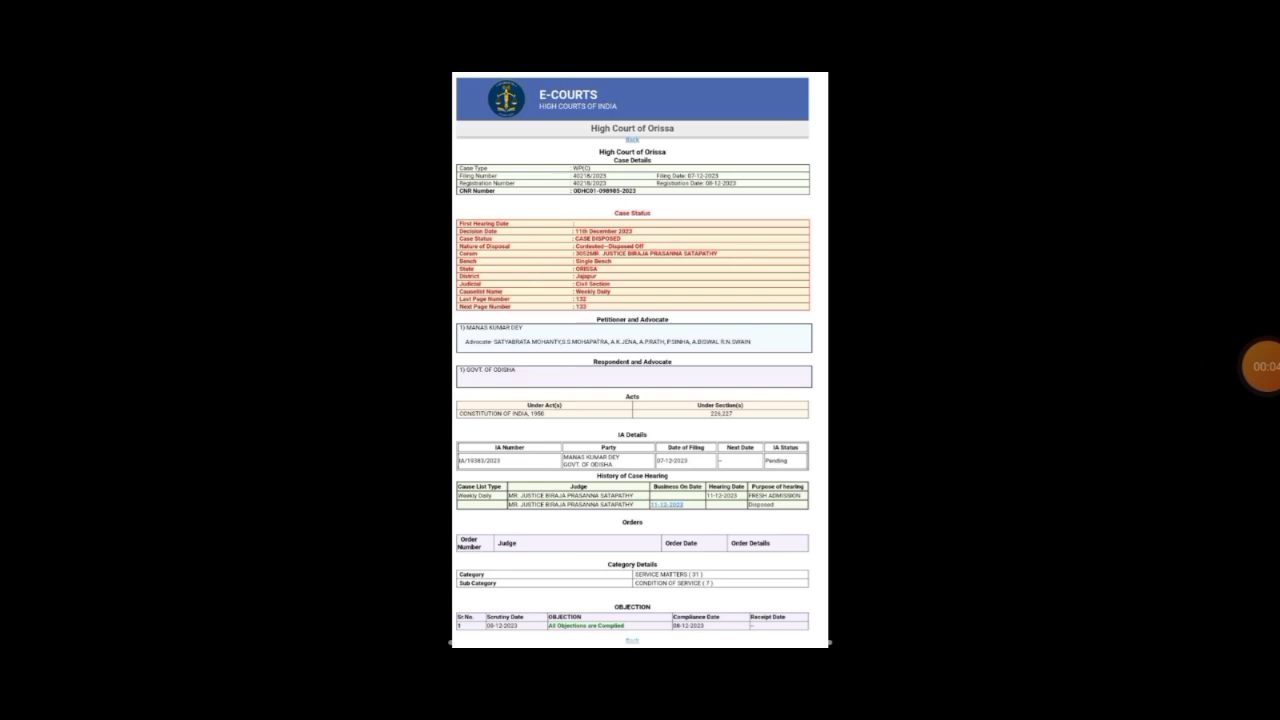 E-COURTS
HIGH COURTS OF INDIA
High Court of Orissa
Back
High Court of Orissa
Case Details
Case Type : WP(C)
Filing Number : 40218/2023 Filing Date: 07-12-2023
Registration Number : 40218/2023 Registration Date: 08-12-2023
CNR Number : ODHC01-098985-2023
Case Status
First Hearing Date :
Decision Date : 11th December 2023
Case Status : CASE DISPOSED
Nature of Disposal : Contested--Disposed Off
Coram : 3052MR. JUSTICE BIRAJA PRASANNA SATAPATHY
Bench : Single Bench
State : ORISSA
District : Jajapur
Judicial : Civil Section
Causelist Name : Weekly Daily
Last Page Number : 132
Next Page Number : 133
Petitioner and Advocate
1) MANAS KUMAR DEY
Advocate- SATYABRATA MOHANTY,S.S.MOHAPATRA, A.K.JENA, A.P.RATH, P.SINHA, A.BISWAL R.N.SWAIN
Respondent and Advocate
1) GOVT. OF ODISHA
Acts
Under Act(s) Under Section(s)
CONSTITUTION OF INDIA, 1950 226,227
IA Details
IA Number Party Date of Filing Next Date IA Status
IA/19385/2023 MANAS KUMAR DEY 07-12-2023 -- Pending
GOVT. OF ODISHA
History of Case Hearing
Cause List Type Judge Business On Date Hearing Date Purpose of hearing
Weekly Daily MR. JUSTICE BIRAJA PRASANNA SATAPATHY 11-12-2023 FRESH ADMISSION
MR. JUSTICE BIRAJA PRASANNA SATAPATHY 11-12-2023 Disposed
Orders
Order Number Judge Order Date Order Details
Category Details
Category SERVICE MATTERS ( 31 )
Sub Category CONDITION OF SERVICE ( 7 )
OBJECTION
Sr.No. Scrutiny Date OBJECTION Compliance Date Receipt Date
1 08-12-2023 All Objections are Complied 08-12-2023 --
Back
00:04